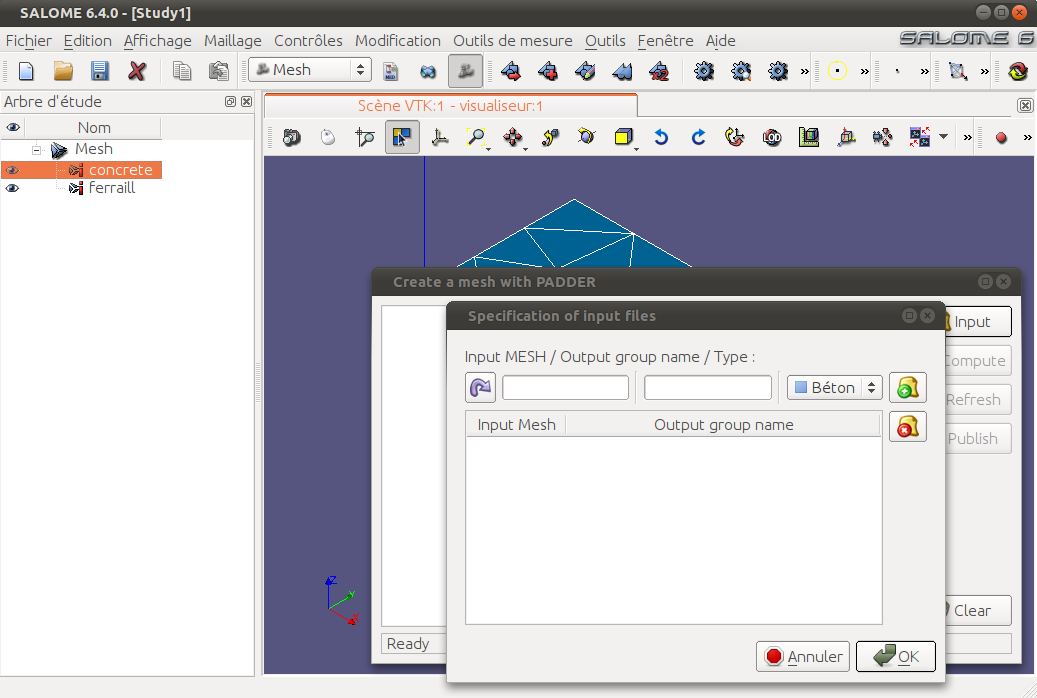 SALOME 6.4.0 - [Study1]
Fichier Edition Affichage Maillage Contrôles Modification Outils de mesure Outils Fenêtre Aide
SALOME 6
Mesh
Arbre d'étude
Scène VTK:1 - visualiseur:1
Nom
Mesh
concrete
ferraill
Create a mesh with PADDER
Specification of input files
Input
Input MESH / Output group name / Type :
Compute
Béton
Refresh
Input Mesh Output group name
Publish
Z
Y
X
Clear
Ready
Annuler OK